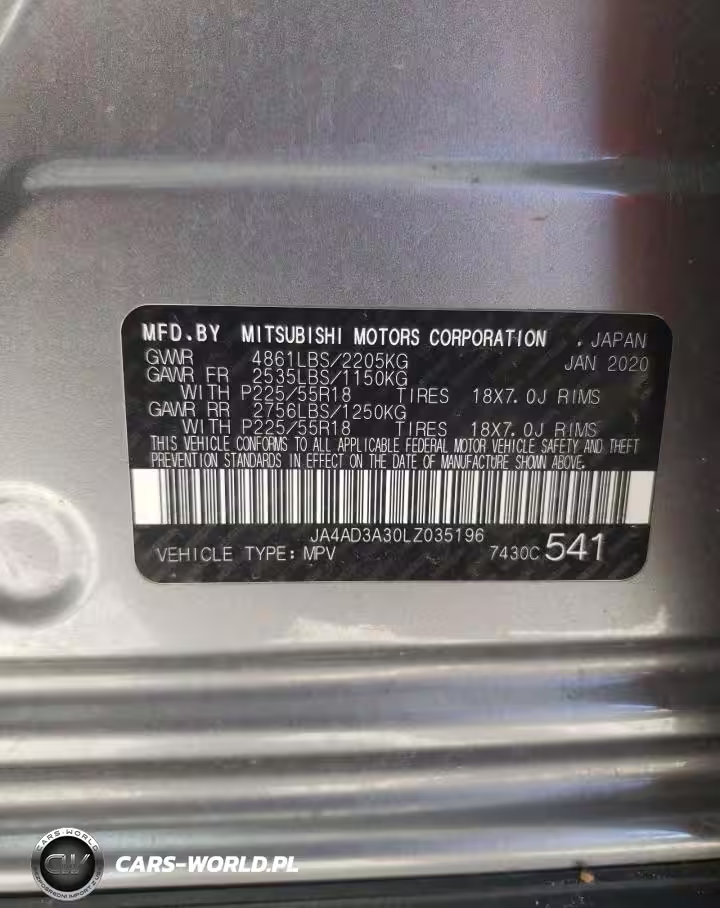 MFD.BY MITSUBISHI MOTORS CORPORATION . JAPAN
GVWR 4861LBS/2205KG JAN 2020
GAWR FR 2535LBS/1150KG
WITH P225/55R18 TIRES 18X7.0J RIMS
GAWR RR 2756LBS/1250KG
WITH P225/55R18 TIRES 18X7.0J RIMS
THIS VEHICLE CONFORMS TO ALL APPLICABLE FEDERAL MOTOR VEHICLE SAFETY AND THEFT
PREVENTION STANDARDS IN EFFECT ON THE DATE OF MANUFACTURE SHOWN ABOVE.
JA4AD3A30LZ035196
VEHICLE TYPE: MPV 7430C 541
CARS-WORLD
CW
CARS-WORLD.PL